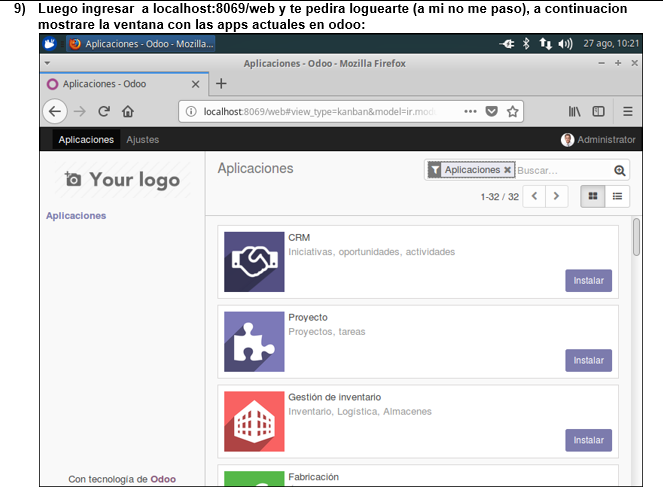 9) Luego ingresar a localhost:8069/web y te pedira loguearte (a mi no me paso), a continuacion
mostrare la ventana con las apps actuales en odoo:
Aplicaciones - Odoo - Mozilla...
27 ago, 10:21
Aplicaciones - Odoo - Mozilla Firefox
Aplicaciones - Odoo
localhost:8069/web#view_type=kanban&model=ir.mod
Aplicaciones Ajustes
Administrator
Your logo
Aplicaciones
Aplicaciones
Aplicaciones Buscar...
1-32 / 32
CRM
Iniciativas, oportunidades, actividades
Instalar
Proyecto
Proyectos, tareas
Instalar
Gestión de inventario
Inventario, Logística, Almacenes
Instalar
Fabricación
Con tecnología de Odoo